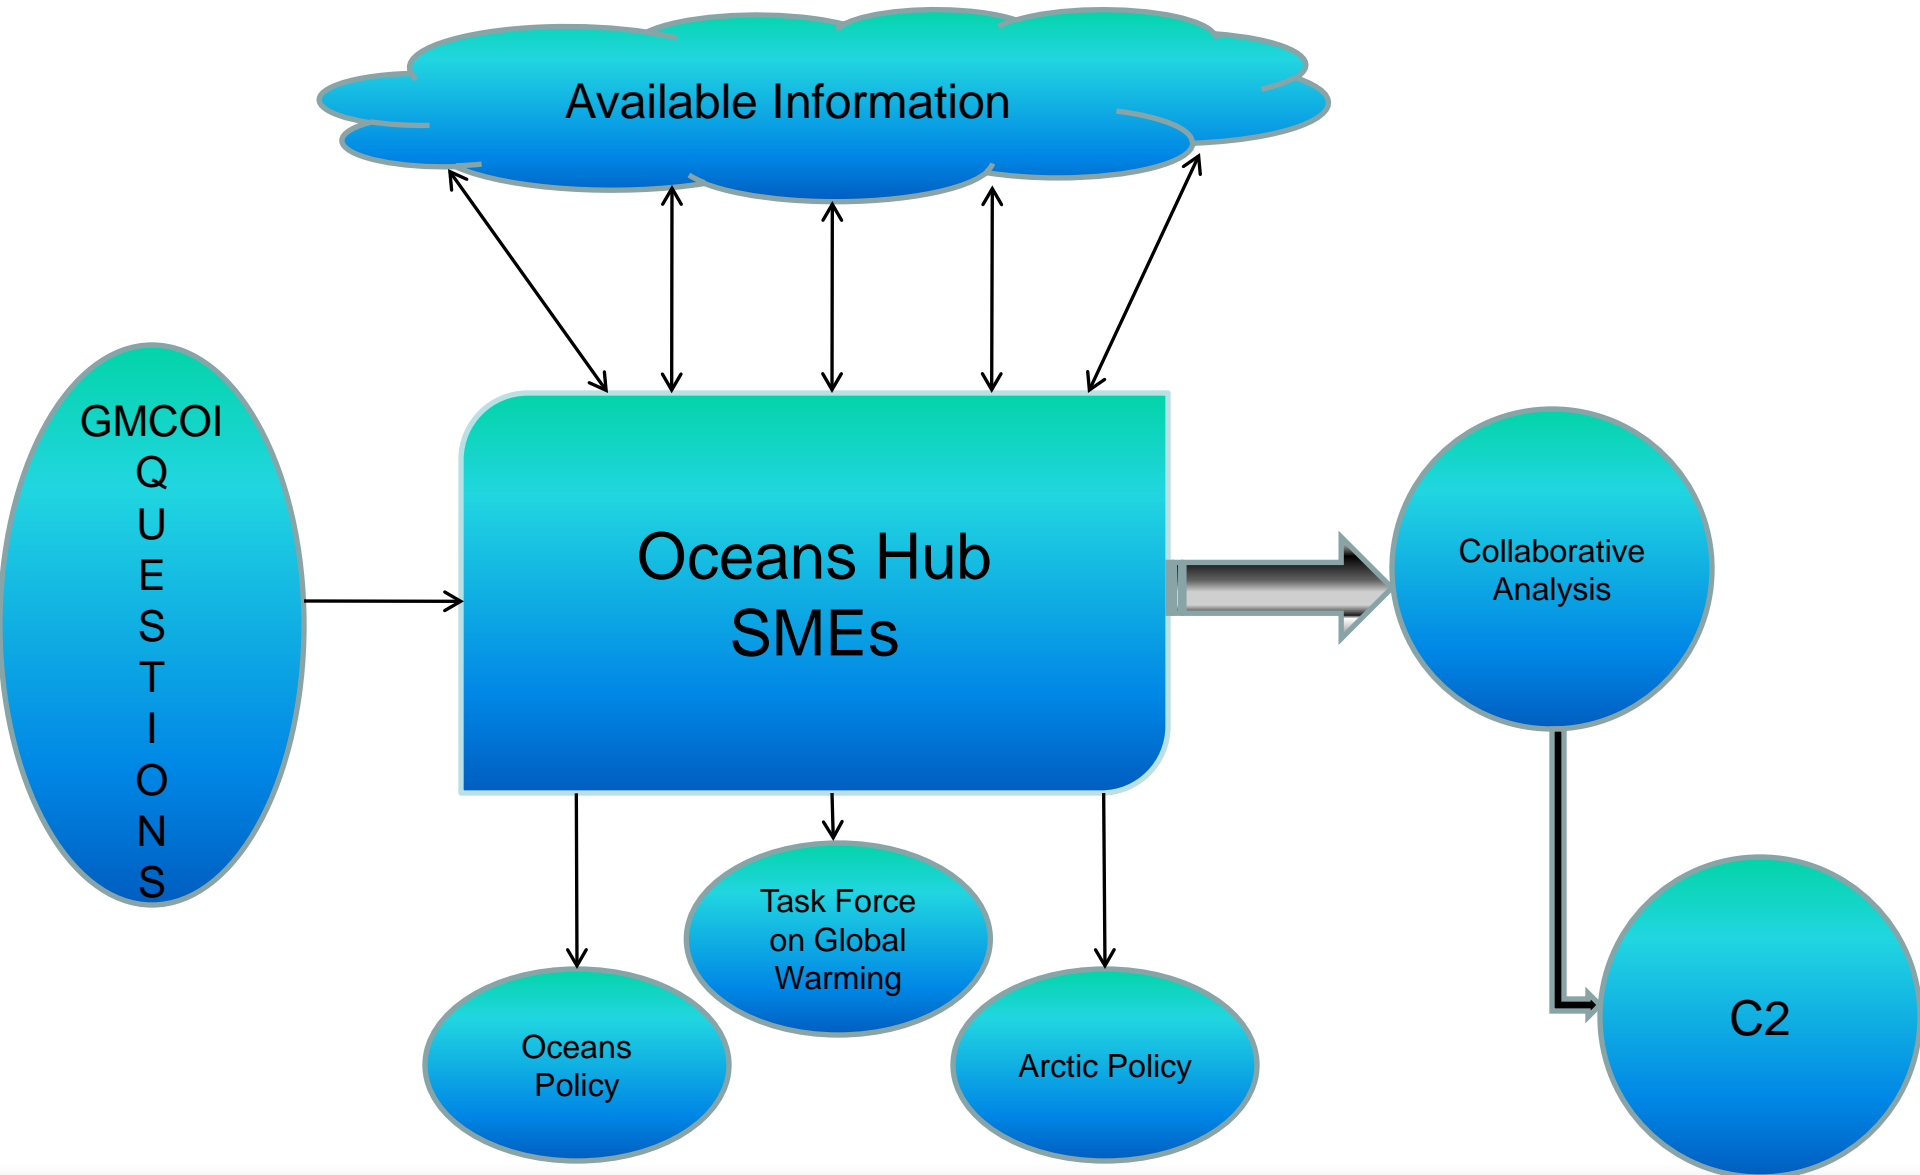 Available Information
GMCOI
Q
U
E
S
T
I
O
N
S
Oceans Hub
SMEs
Collaborative
Analysis
Task Force
on Global
Warming
Oceans
Policy
Arctic Policy
C2